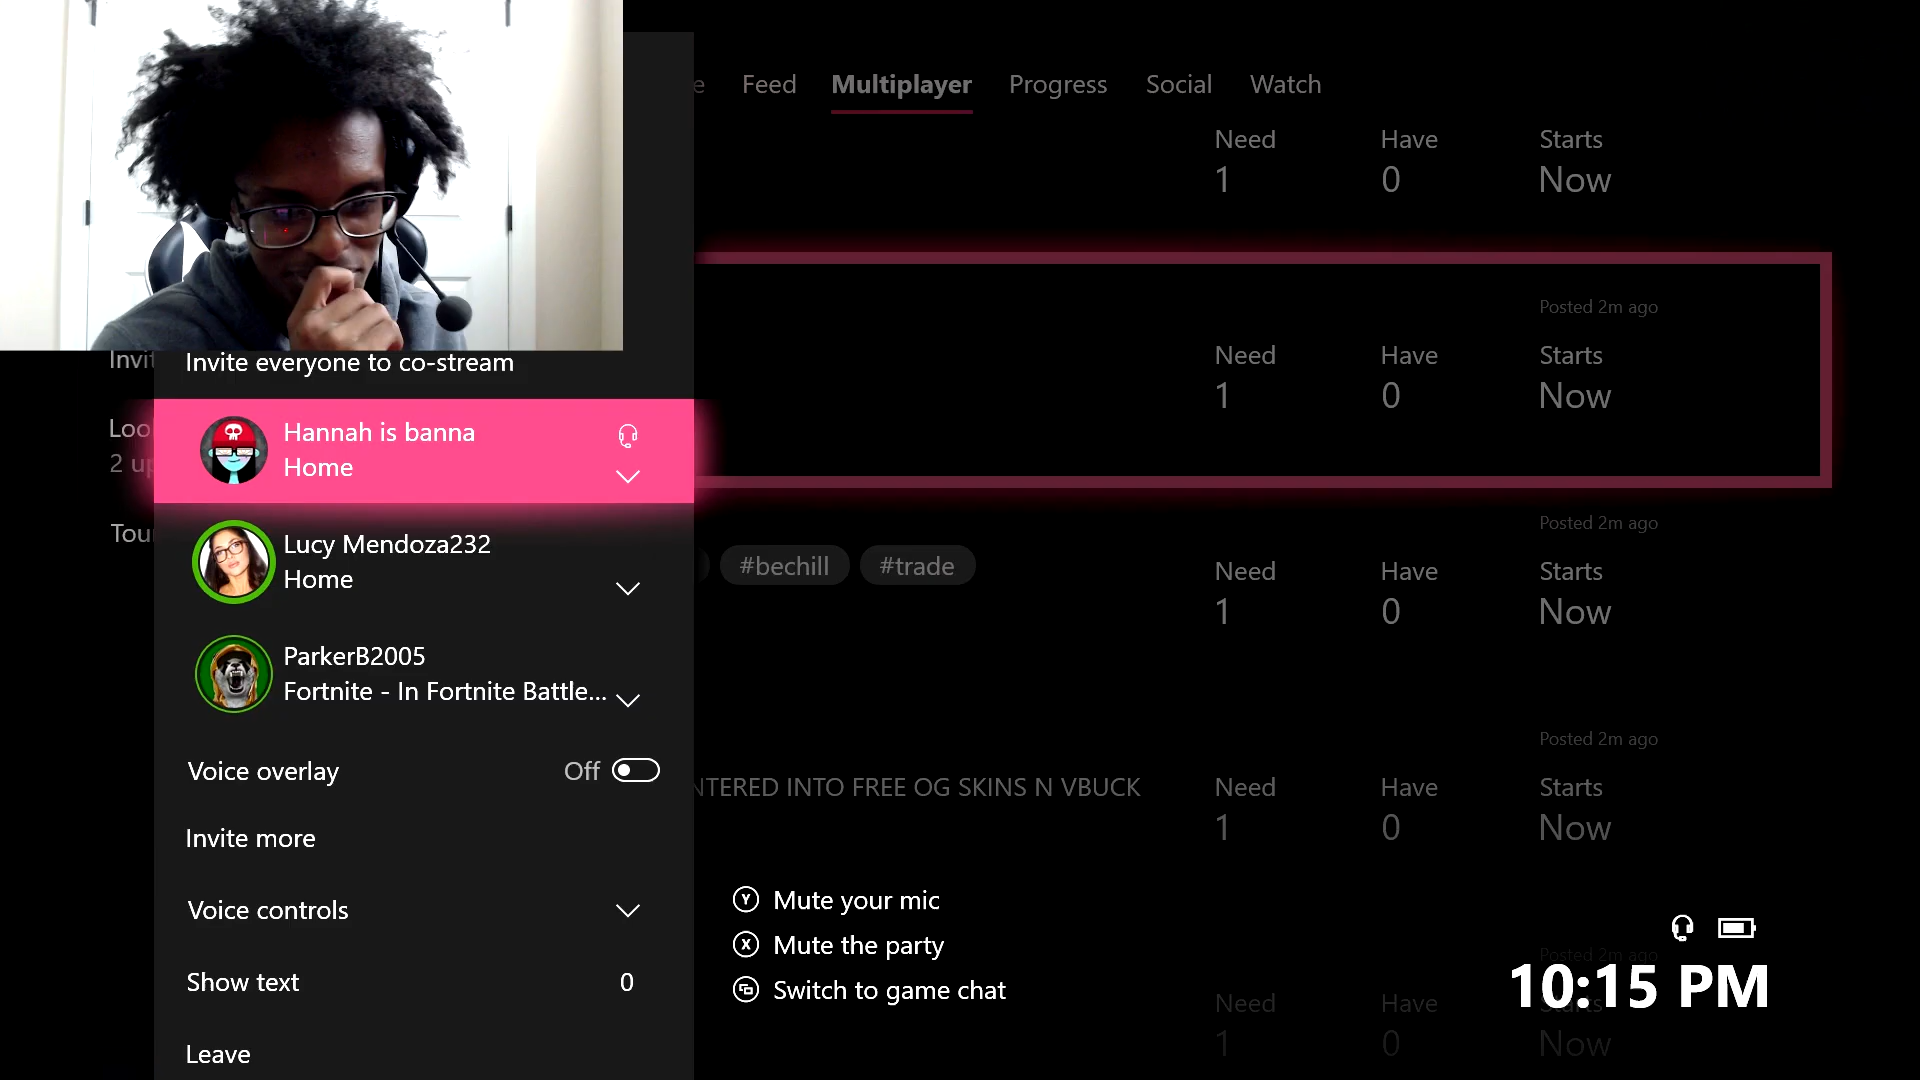 Feed Multiplayer Progress Social Watch
Need Have Starts
1 0 Now
Posted 2m ago
Need Have Starts
1 0 Now
Invite everyone to co-stream
Hannah is banna
Home
Lucy Mendoza232
Home
ParkerB2005
Fortnite - In Fortnite Battle...
Voice overlay Off
Invite more
Voice controls
Show text 0
Leave
Posted 2m ago
#bechill #trade
Need Have Starts
1 0 Now
Posted 2m ago
NTERED INTO FREE OG SKINS N VBUCK
Need Have Starts
1 0 Now
Y Mute your mic
X Mute the party
Switch to game chat
Posted 2m ago
Need Have Starts
1 0 Now
10:15 PM